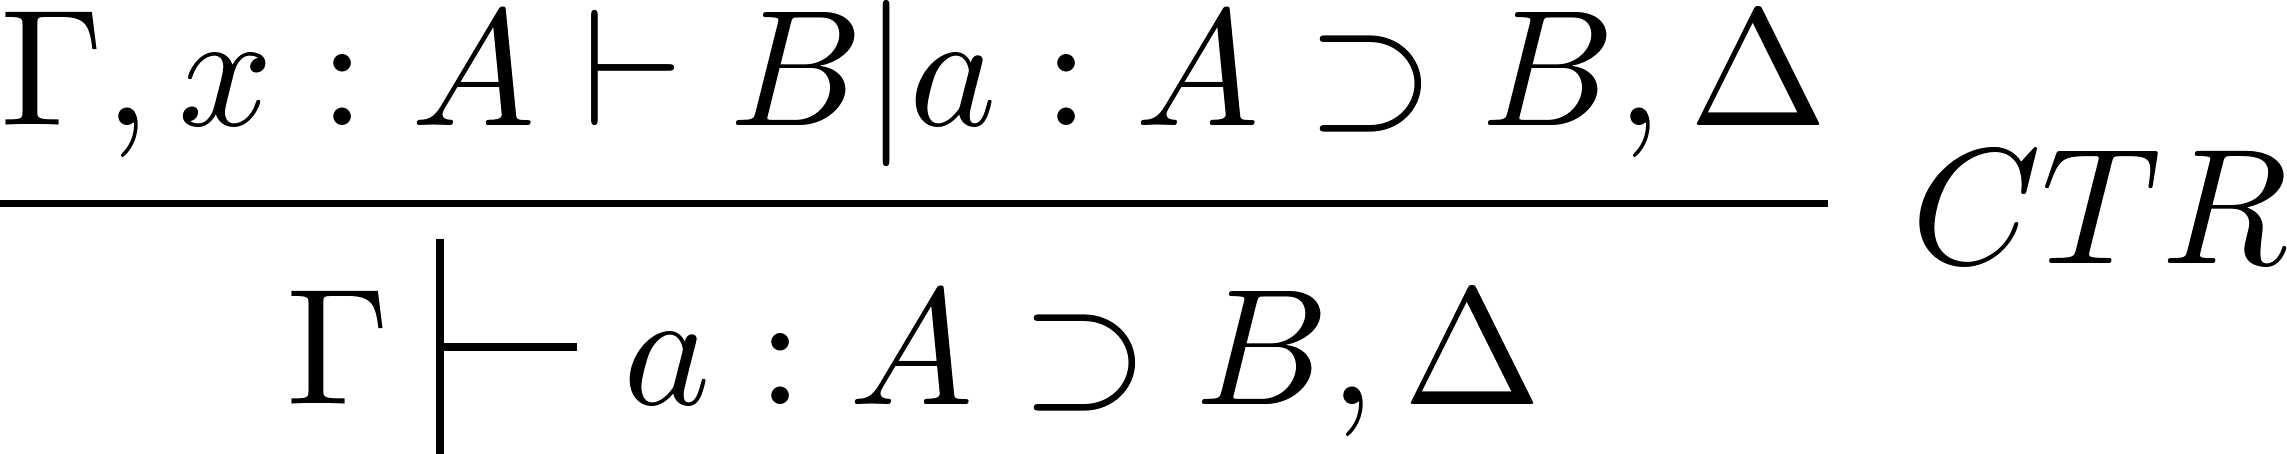 Γ, x : A ⊢ B|a : A ⊃ B, Δ
CTR
Γ ⊢ a : A ⊃ B, Δ